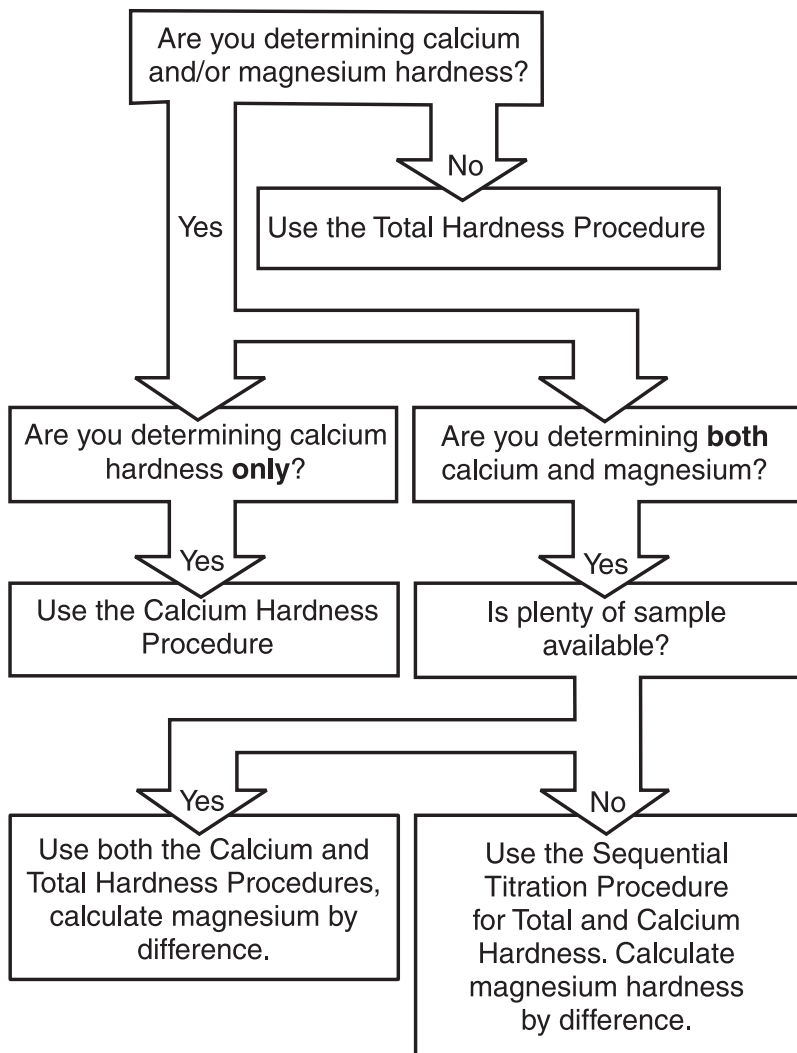 Are you determining calcium
and/or magnesium hardness?
No
Yes
Use the Total Hardness Procedure
Are you determining calcium
hardness only?
Are you determining both
calcium and magnesium?
Yes
Yes
Use the Calcium Hardness
Procedure
Is plenty of sample
available?
Yes
No
Use both the Calcium and
Total Hardness Procedures,
calculate magnesium by
difference.
Use the Sequential
Titration Procedure
for Total and Calcium
Hardness. Calculate
magnesium hardness
by difference.